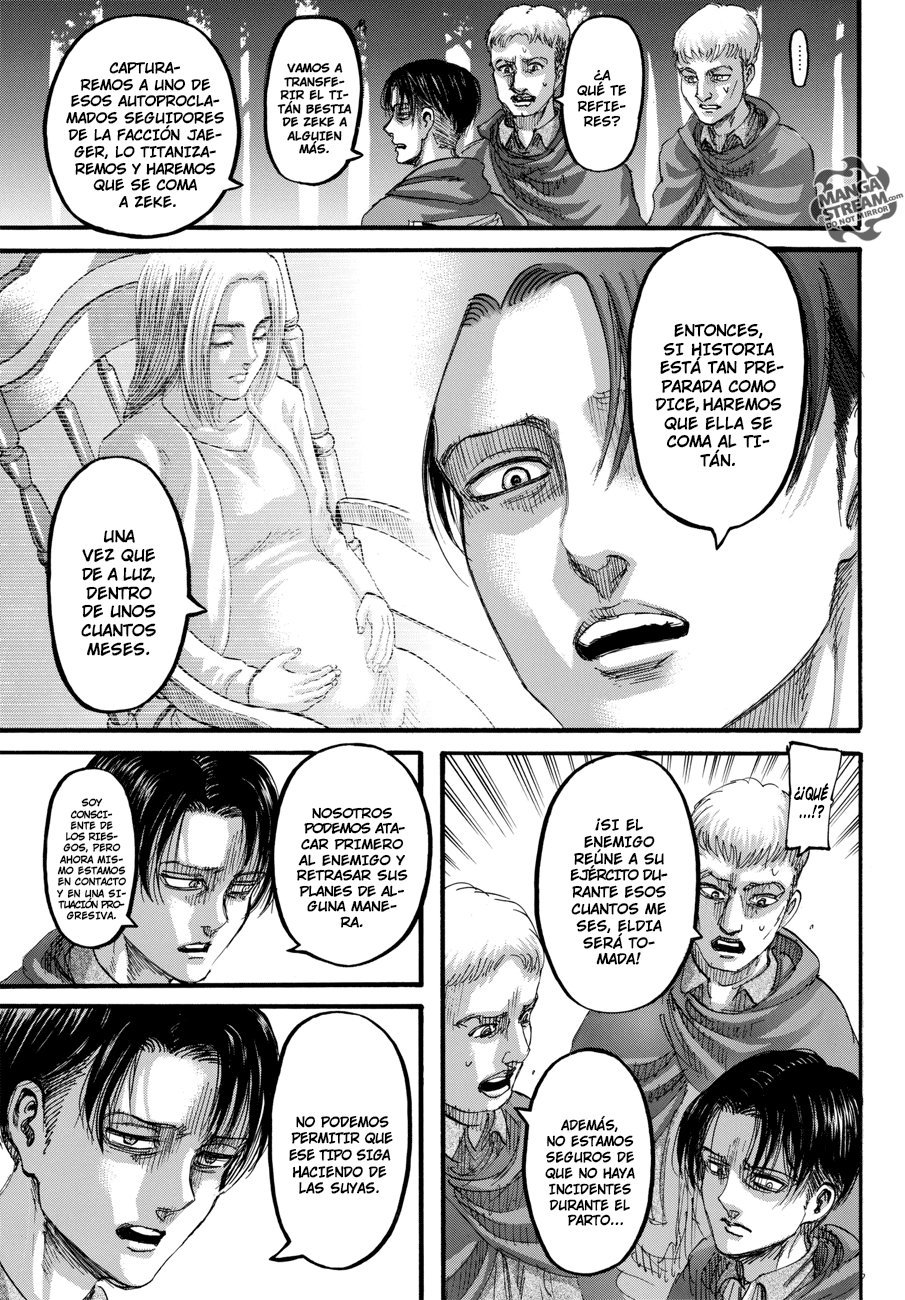 ......
¿A
QUÉ TE
REFIE-
RES?
VAMOS A
TRANSFE-
RIR EL TI-
TÁN BESTIA
DE ZEKE A
ALGUIEN
MÁS.
CAPTURA-
REMOS A UNO DE
ESOS AUTOPROCLA-
MADOS SEGUIDORES
DE LA FACCIÓN JAE-
GER, LO TITANIZA-
REMOS Y HAREMOS
QUE SE COMA
A ZEKE.
MANGA
STREAM.com
DO NOT MIRROR
ENTONCES,
SI HISTORIA
ESTÁ TAN PRE-
PARADA COMO
DICE, HAREMOS
QUE ELLA SE
COMA AL TI-
TÁN.
UNA
VEZ QUE
DE A LUZ,
DENTRO
DE UNOS
CUANTOS
MESES.
¿¡QUÉ
...!?
¡SI EL
ENEMIGO
REÚNE A SU
EJÉRCITO DU-
RANTE ESOS
CUANTOS ME
SES, ELDIA
SERÁ TO-
MADA!
ADEMÁS,
NO ESTAMOS
SEGUROS DE
QUE NO HAYA
INCIDENTES
DURANTE EL
PARTO...
NOSOTROS
PODEMOS ATA-
CAR PRIMERO
AL ENEMIGO Y
RETRASAR SUS
PLANES DE AL-
GUNA MANE-
RA.
SOY
CONSC-
IENTE DE
LOS RIES-
GOS, PERO
AHORA MIS-
MO ESTAMOS
EN CONTACTO
Y EN UNA SI-
TUACIÓN PRO-
GRESIVA.
NO PODEMOS
PERMITIR QUE
ESE TIPO SIGA
HACIENDO DE
LAS SUYAS.
7